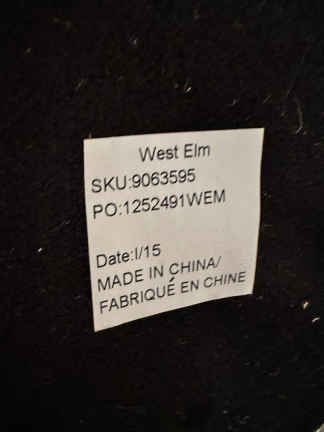 West Elm
SKU:9063595
PO:1252491WEM
Date:I/15
MADE IN CHINA/
FABRIQUÉ EN CHINE